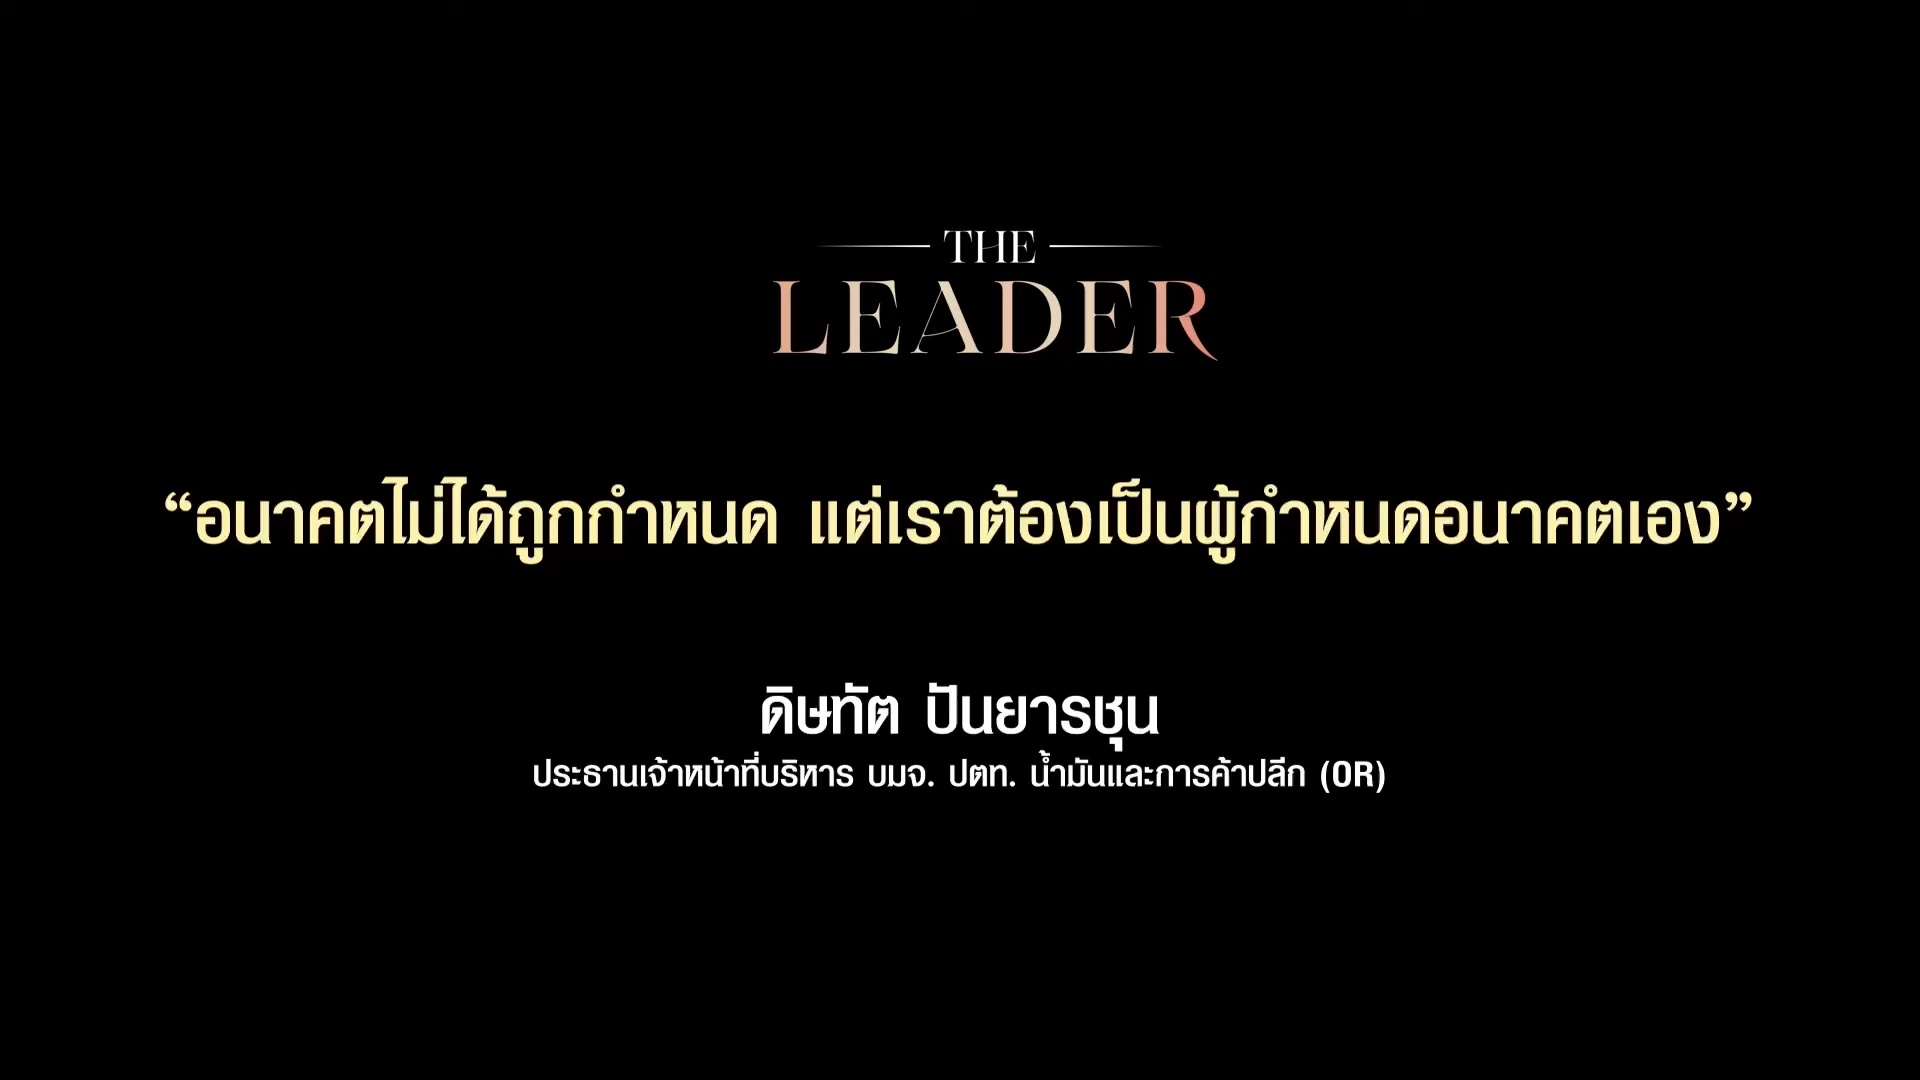 THE
LEADER
“อนาคตไม่ได้ถูกกำหนด แต่เราต้องเป็นผู้กำหนดอนาคตเอง”
ดิษทัต ปันยารชุน
ประธานเจ้าหน้าที่บริหาร บมจ. ปตท. น้ำมันและการค้าปลีก (OR)